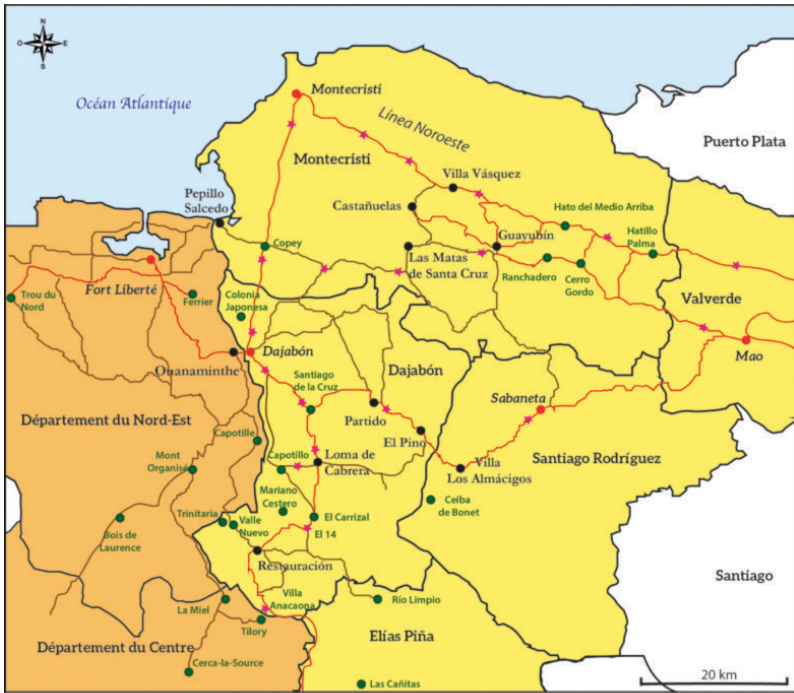 N
O
E
S
Océan Atlantique
Montecristi
Línea Noroeste
Puerto Plata
Montecristi
Villa Vásquez
Pepillo
Salcedo
Castañuelas
Hato del Medio Arriba
Copey
Guayubín
Hatillo
Palma
Las Matas
de Santa Cruz
Ranchadero
Cerro
Gordo
Fort Liberté
Trou du
Nord
Ferrier
Colonia
Japonesa
Valverde
Ouanaminthe
Dajabón
Mao
Dajabón
Santiago
de la Cruz
Sabaneta
Département du Nord-Est
Partido
Capotille
El Pino
Mont
Organisé
Capotillo
Loma de
Cabrera
Villa
Los Almácigos
Santiago Rodríguez
Mariano
Cestero
Ceiba
de Bonet
Trinitaria
Valle
Nuevo
El Carrizal
El 14
Bois de
Laurence
Restauración
Santiago
La Miel
Villa
Anacaona
Río Limpio
Tilory
Elías Piña
Département du Centre
Cerca-la-Source
Las Cañitas
20 km